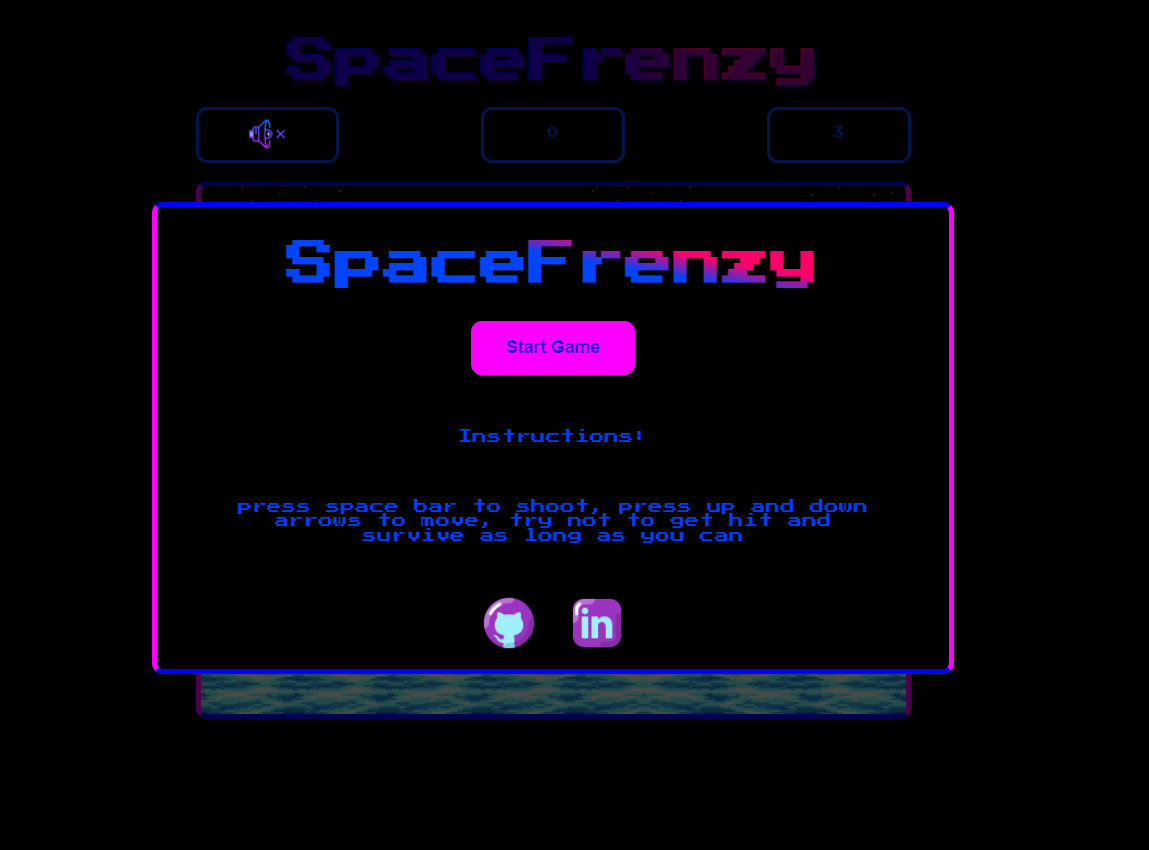 SpaceFrenzy
0
3
SpaceFrenzy
Start Game
Instructions:
press space bar to shoot, press up and down
arrows to move, try not to get hit and
survive as long as you can
in